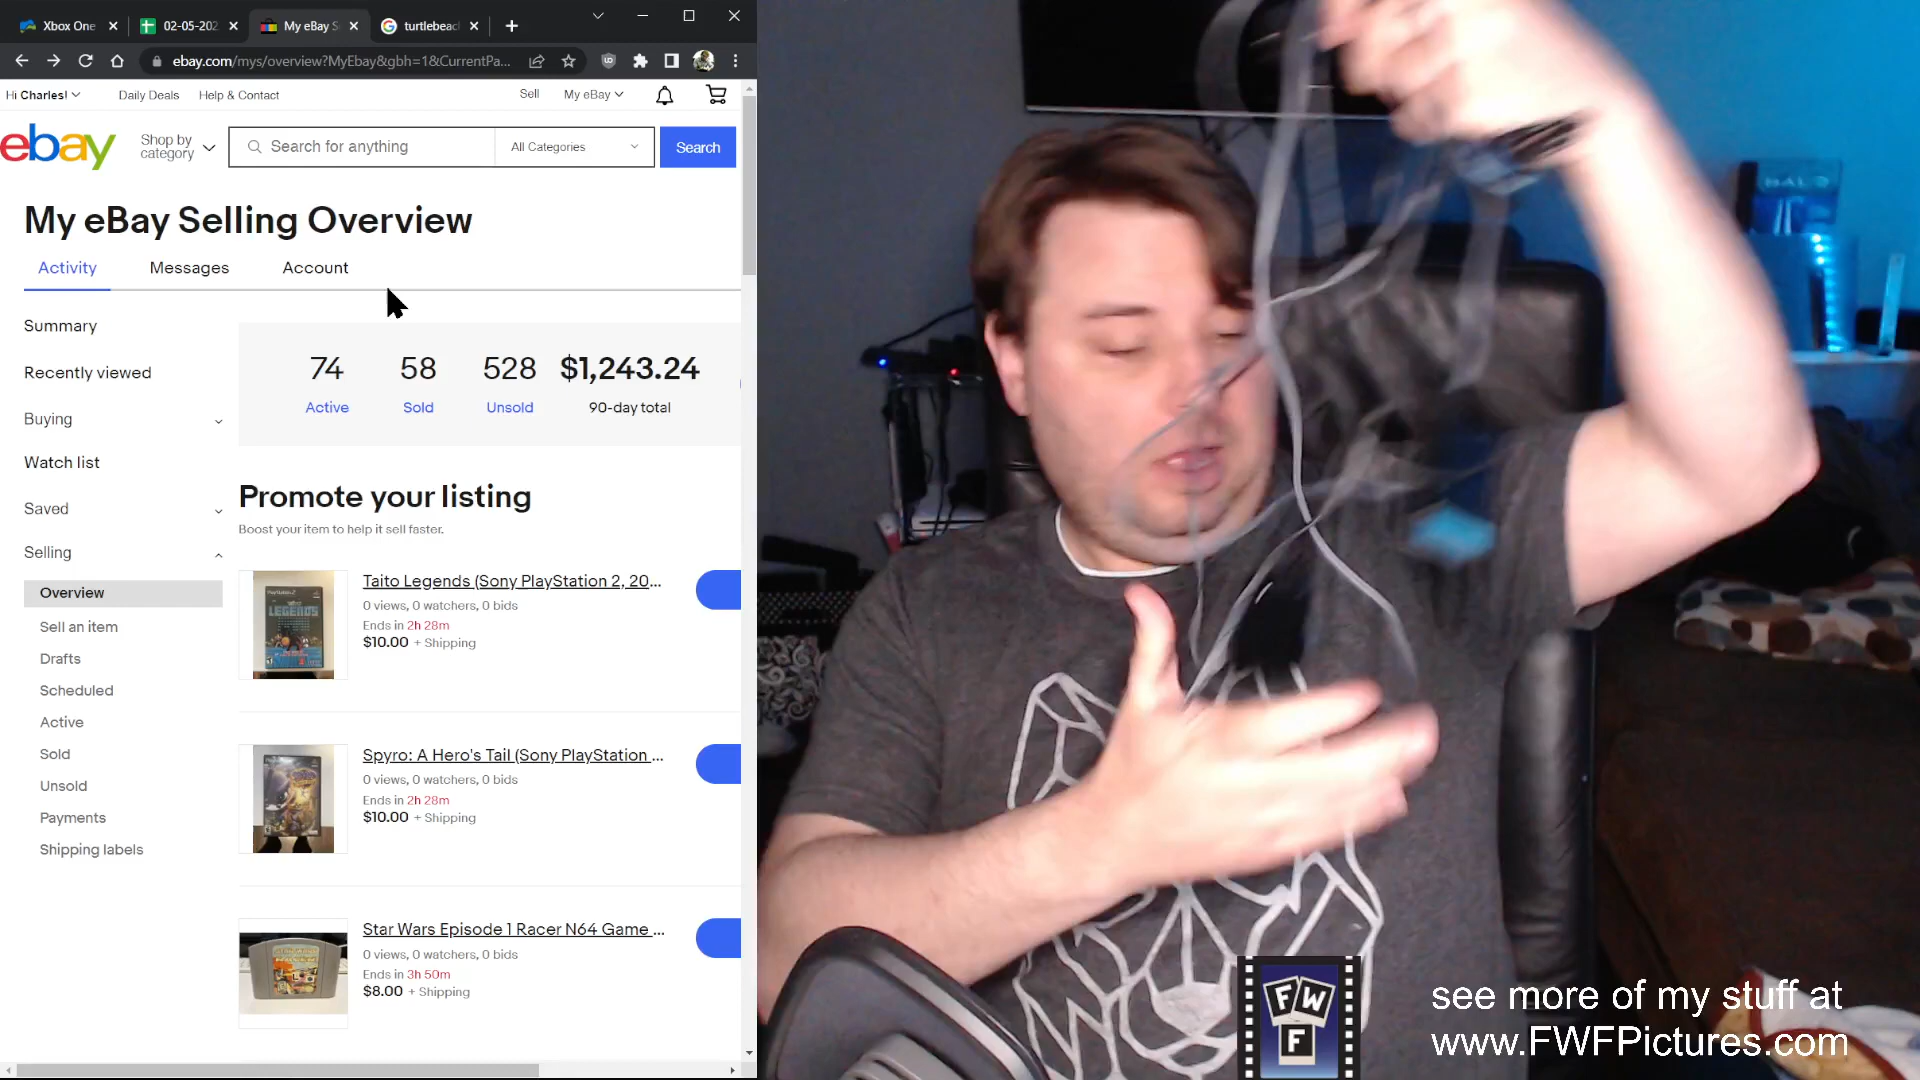 Xbox One
02-05-202
My eBay S
turtlebeac
ebay.com/mys/overview?MyEbay&gbh=1&CurrentPa...
Hi Charles!
Daily Deals
Help & Contact
Sell
My eBay
ebay
Shop by category
Search for anything
All Categories
Search
My eBay Selling Overview
Activity
Messages
Account
Summary
Recently viewed
Buying
Watch list
Saved
Selling
Overview
Sell an item
Drafts
Scheduled
Active
Sold
Unsold
Payments
Shipping labels
74
58
528
$1,243.24
Active
Sold
Unsold
90-day total
Promote your listing
Boost your item to help it sell faster.
LEGENDS
Taito Legends (Sony PlayStation 2, 20...
0 views, 0 watchers, 0 bids
Ends in 2h 28m
$10.00 + Shipping
Spyro: A Hero's Tail (Sony PlayStation ...
0 views, 0 watchers, 0 bids
Ends in 2h 28m
$10.00 + Shipping
Star Wars Episode 1 Racer N64 Game ...
0 views, 0 watchers, 0 bids
Ends in 3h 50m
$8.00 + Shipping
HALO
FWF
see more of my stuff at
www.FWFPictures.com